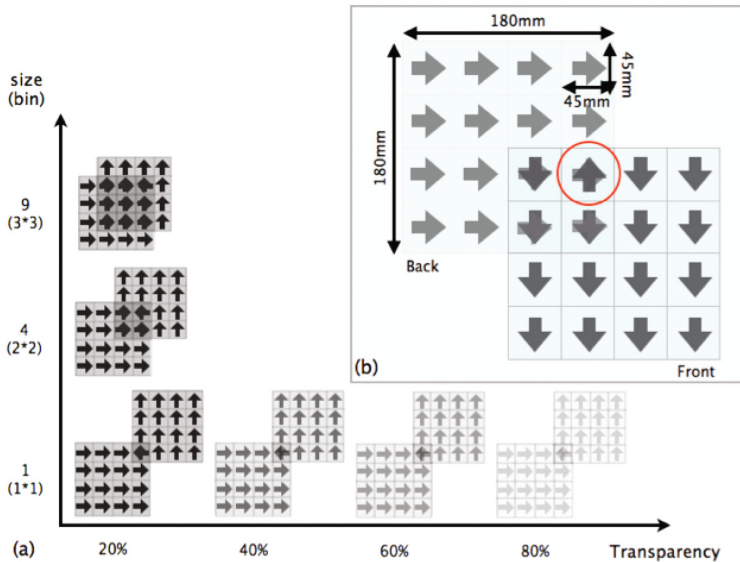 size
(bin)
9
(3*3)
4
(2*2)
1
(1*1)
(a)
20%
40%
60%
80%
Transparency
180mm
45mm
45mm
180mm
Back
(b)
Front